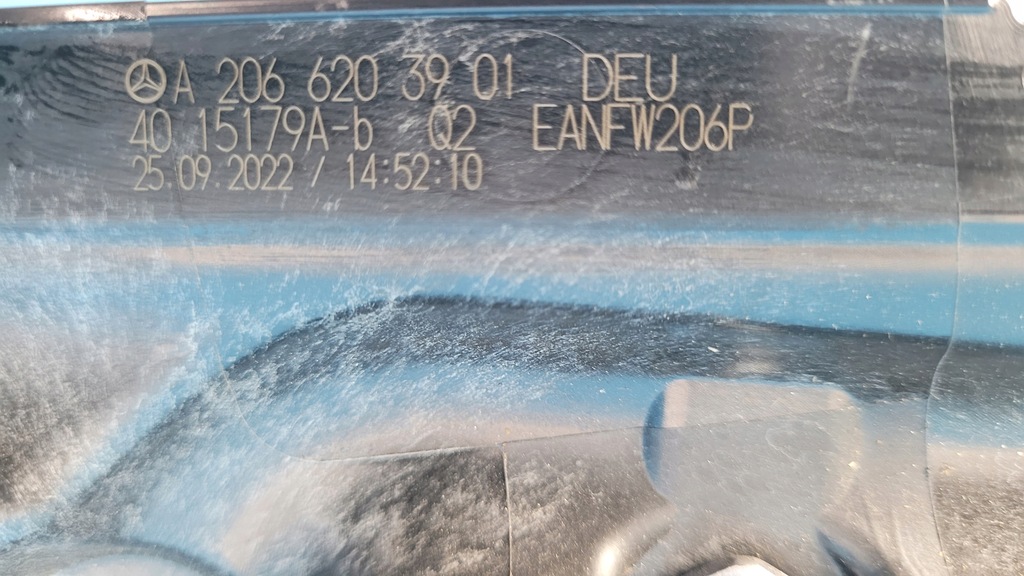 A 206 620 39 01 DEU
40 15179A-b Q2 EANFW206P
25.09.2022 / 14:52:10